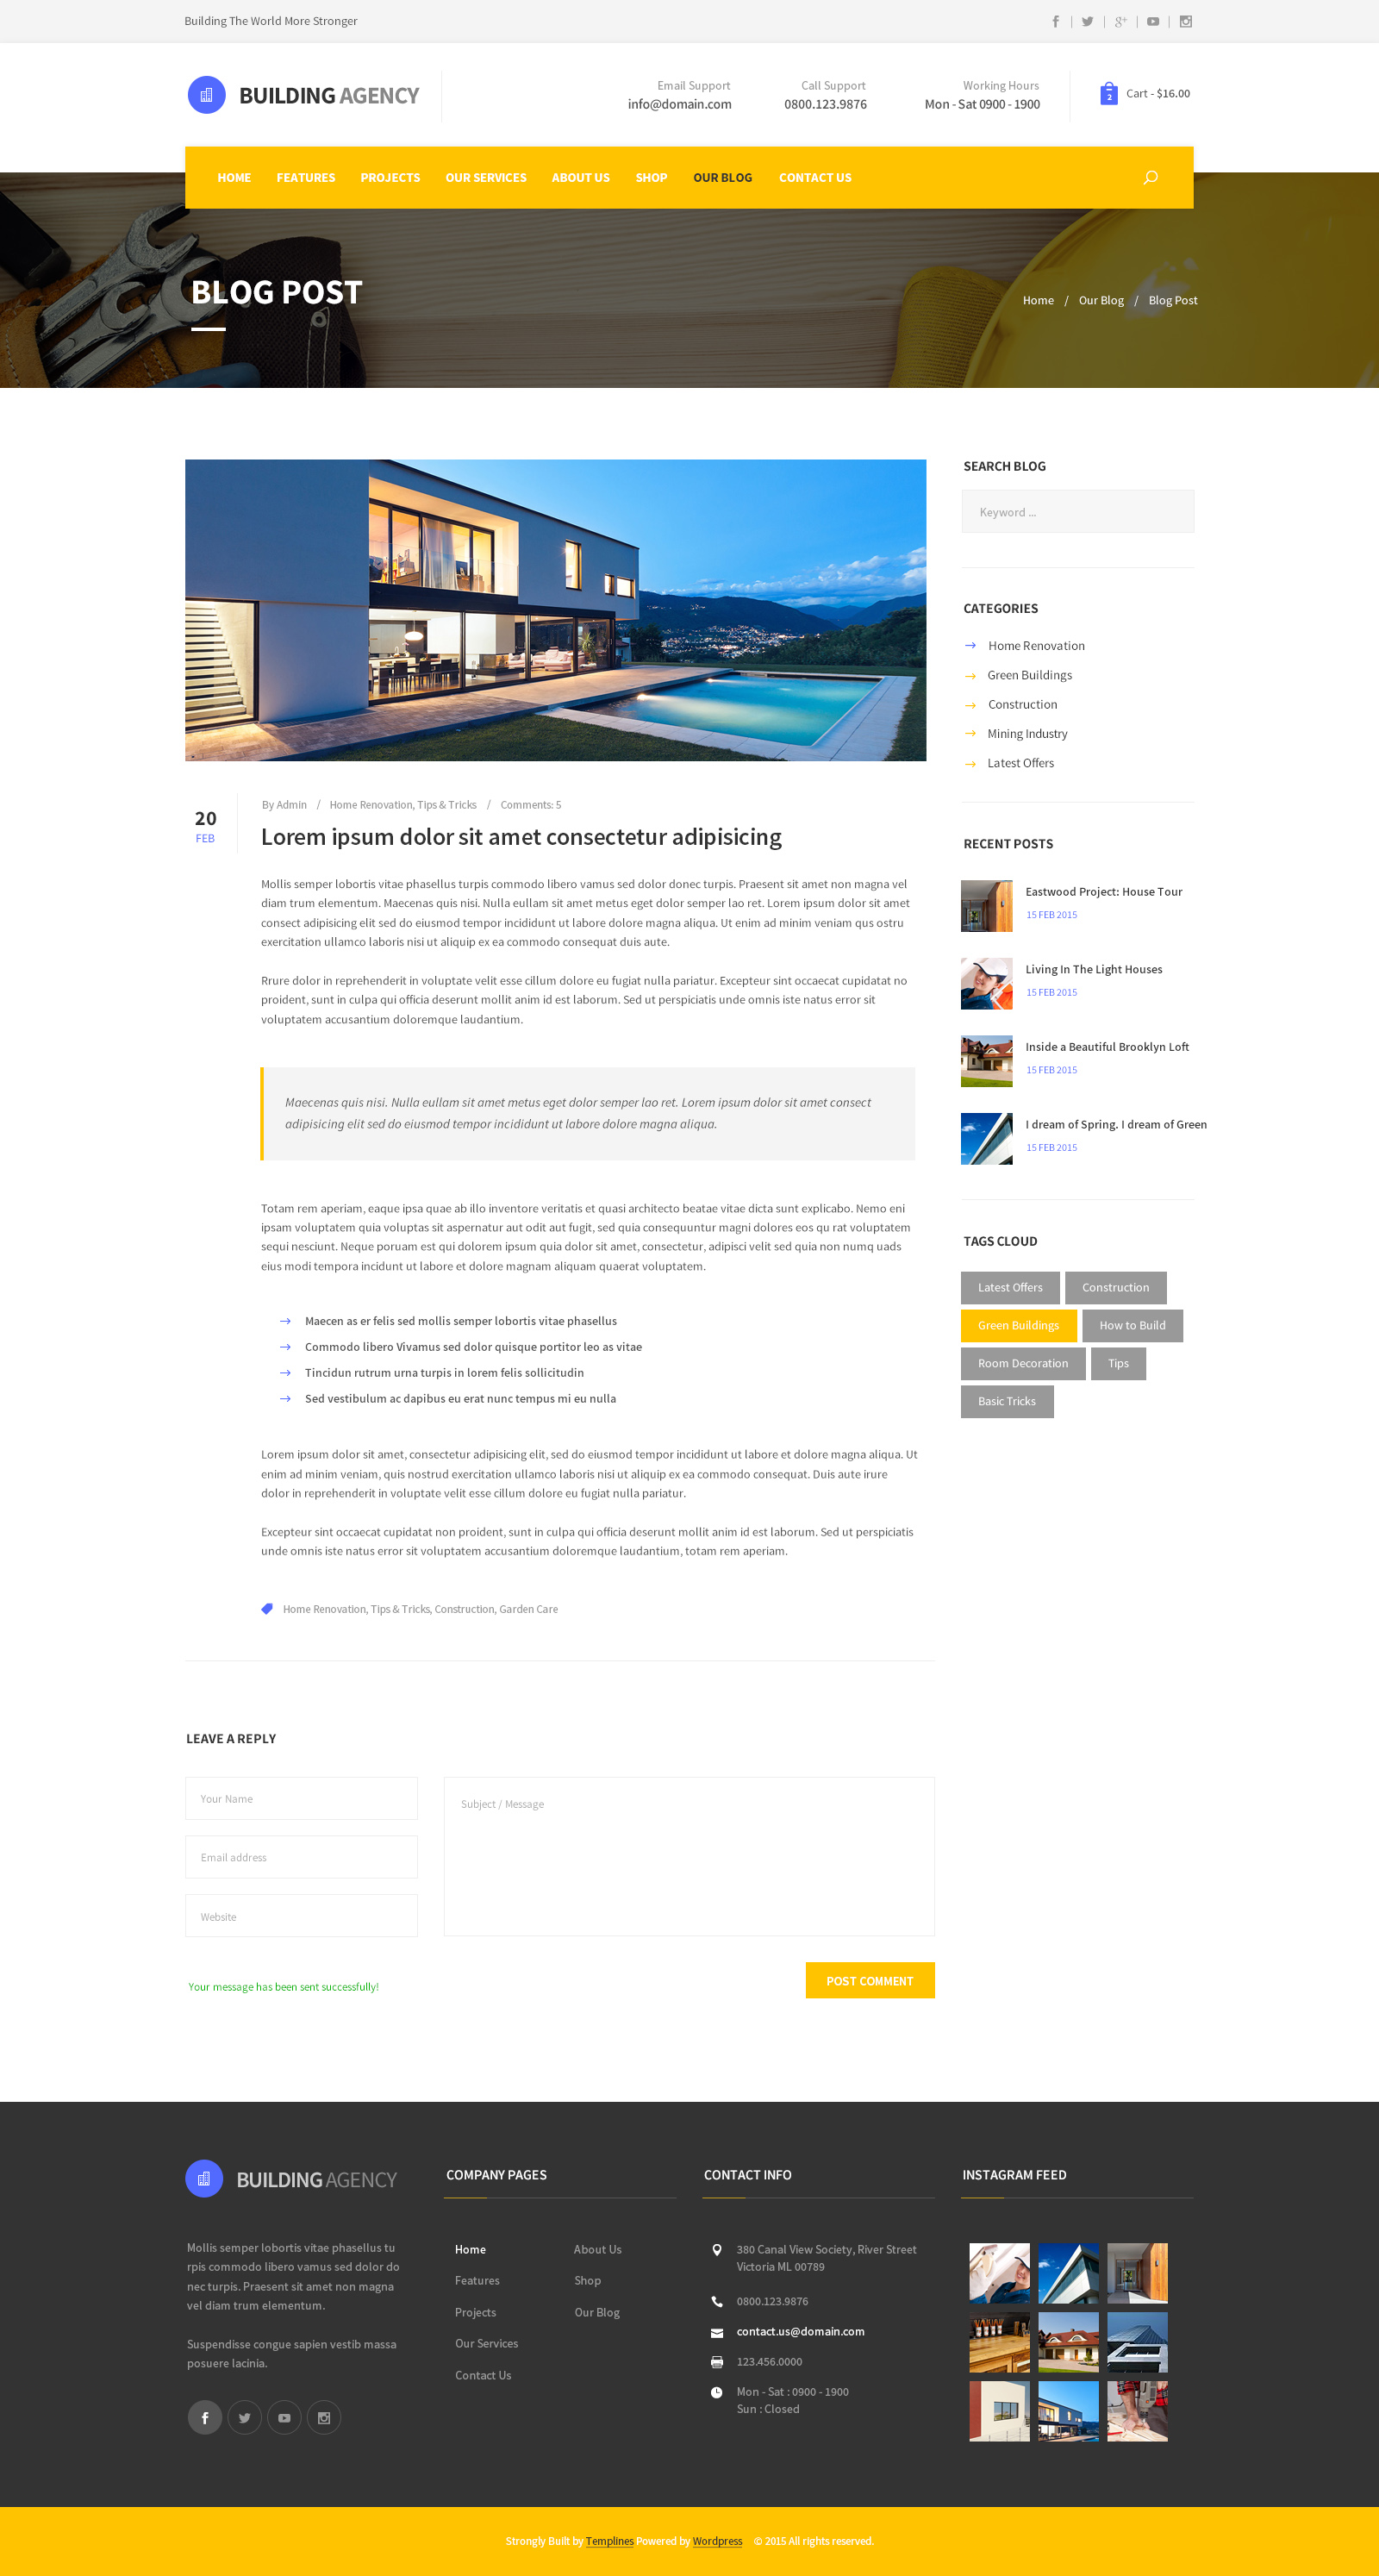 Building The World More Stronger
BUILDING AGENCY
Email Support
info@domain.com
Call Support
0800.123.9876
Working Hours
Mon - Sat 0900 - 1900
2
Cart - $16.00
HOME FEATURES PROJECTS OUR SERVICES ABOUT US SHOP OUR BLOG CONTACT US
BLOG POST
Home / Our Blog / Blog Post
20
FEB
By Admin / Home Renovation, Tips & Tricks / Comments: 5
Lorem ipsum dolor sit amet consectetur adipisicing
Mollis semper lobortis vitae phasellus turpis commodo libero vamus sed dolor donec turpis. Praesent sit amet non magna vel
diam trum elementum. Maecenas quis nisi. Nulla eullam sit amet metus eget dolor semper lao ret. Lorem ipsum dolor sit amet
consect adipisicing elit sed do eiusmod tempor incididunt ut labore dolore magna aliqua. Ut enim ad minim veniam qus ostru
exercitation ullamco laboris nisi ut aliquip ex ea commodo consequat duis aute.
Rrure dolor in reprehenderit in voluptate velit esse cillum dolore eu fugiat nulla pariatur. Excepteur sint occaecat cupidatat no
proident, sunt in culpa qui officia deserunt mollit anim id est laborum. Sed ut perspiciatis unde omnis iste natus error sit
voluptatem accusantium doloremque laudantium.
Maecenas quis nisi. Nulla eullam sit amet metus eget dolor semper lao ret. Lorem ipsum dolor sit amet consect
adipisicing elit sed do eiusmod tempor incididunt ut labore dolore magna aliqua.
Totam rem aperiam, eaque ipsa quae ab illo inventore veritatis et quasi architecto beatae vitae dicta sunt explicabo. Nemo eni
ipsam voluptatem quia voluptas sit aspernatur aut odit aut fugit, sed quia consequuntur magni dolores eos qu rat voluptatem
sequi nesciunt. Neque poruam est qui dolorem ipsum quia dolor sit amet, consectetur, adipisci velit sed quia non numq uads
eius modi tempora incidunt ut labore et dolore magnam aliquam quaerat voluptatem.
Maecen as er felis sed mollis semper lobortis vitae phasellus
Commodo libero Vivamus sed dolor quisque portitor leo as vitae
Tincidun rutrum urna turpis in lorem felis sollicitudin
Sed vestibulum ac dapibus eu erat nunc tempus mi eu nulla
Lorem ipsum dolor sit amet, consectetur adipisicing elit, sed do eiusmod tempor incididunt ut labore et dolore magna aliqua. Ut
enim ad minim veniam, quis nostrud exercitation ullamco laboris nisi ut aliquip ex ea commodo consequat. Duis aute irure
dolor in reprehenderit in voluptate velit esse cillum dolore eu fugiat nulla pariatur.
Excepteur sint occaecat cupidatat non proident, sunt in culpa qui officia deserunt mollit anim id est laborum. Sed ut perspiciatis
unde omnis iste natus error sit voluptatem accusantium doloremque laudantium, totam rem aperiam.
Home Renovation, Tips & Tricks, Construction, Garden Care
SEARCH BLOG
Keyword ...
CATEGORIES
Home Renovation
Green Buildings
Construction
Mining Industry
Latest Offers
RECENT POSTS
Eastwood Project: House Tour
15 FEB 2015
Living In The Light Houses
15 FEB 2015
Inside a Beautiful Brooklyn Loft
15 FEB 2015
I dream of Spring. I dream of Green
15 FEB 2015
TAGS CLOUD
Latest Offers Construction
Green Buildings How to Build
Room Decoration Tips
Basic Tricks
LEAVE A REPLY
Your Name
Email address
Website
Subject / Message
Your message has been sent successfully!
POST COMMENT
BUILDING AGENCY
Mollis semper lobortis vitae phasellus tu
rpis commodo libero vamus sed dolor do
nec turpis. Praesent sit amet non magna
vel diam trum elementum.
Suspendisse congue sapien vestib massa
posuere lacinia.
COMPANY PAGES
Home
Features
Projects
Our Services
Contact Us
About Us
Shop
Our Blog
CONTACT INFO
380 Canal View Society, River Street
Victoria ML 00789
0800.123.9876
contact.us@domain.com
123.456.0000
Mon - Sat : 0900 - 1900
Sun : Closed
INSTAGRAM FEED
Strongly Built by Templines Powered by Wordpress © 2015 All rights reserved.